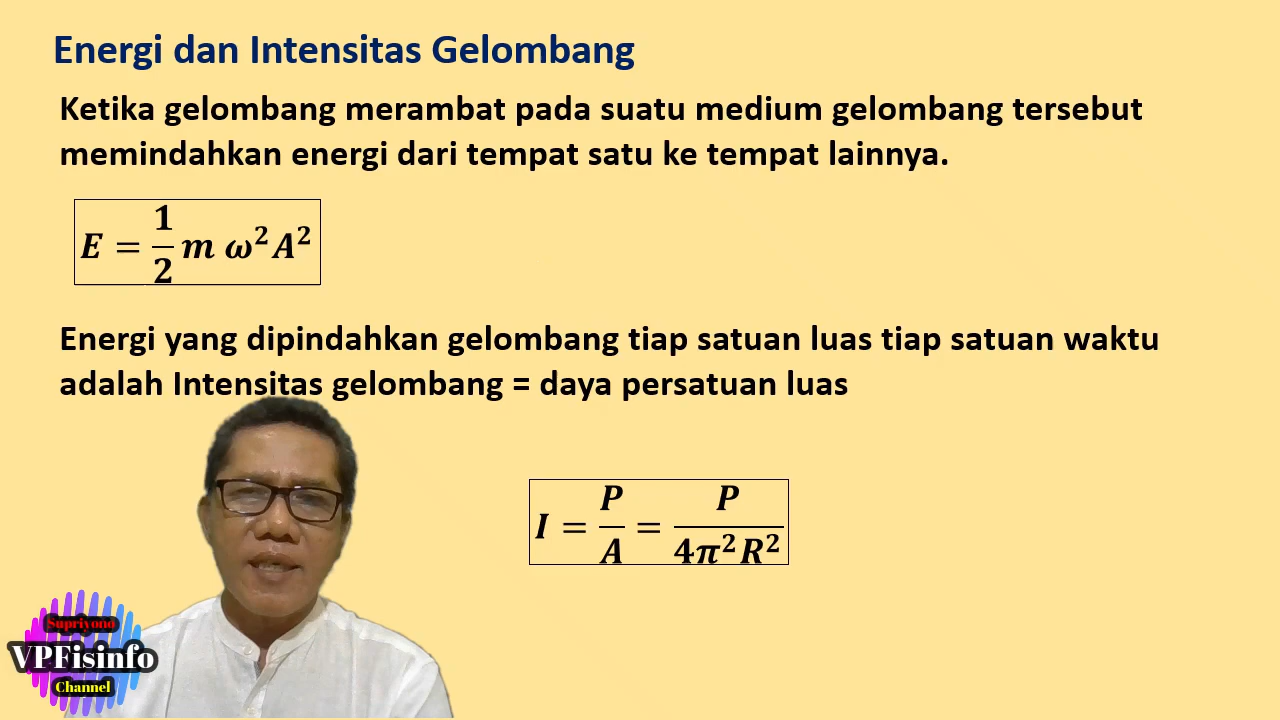 Energi dan Intensitas Gelombang
Ketika gelombang merambat pada suatu medium gelombang tersebut
memindahkan energi dari tempat satu ke tempat lainnya.
E = 1/2 m ω² A²
Energi yang dipindahkan gelombang tiap satuan luas tiap satuan waktu
adalah Intensitas gelombang = daya persatuan luas
I = P/A = P/4π²R²
Supriyono
VPFisinfo
Channel